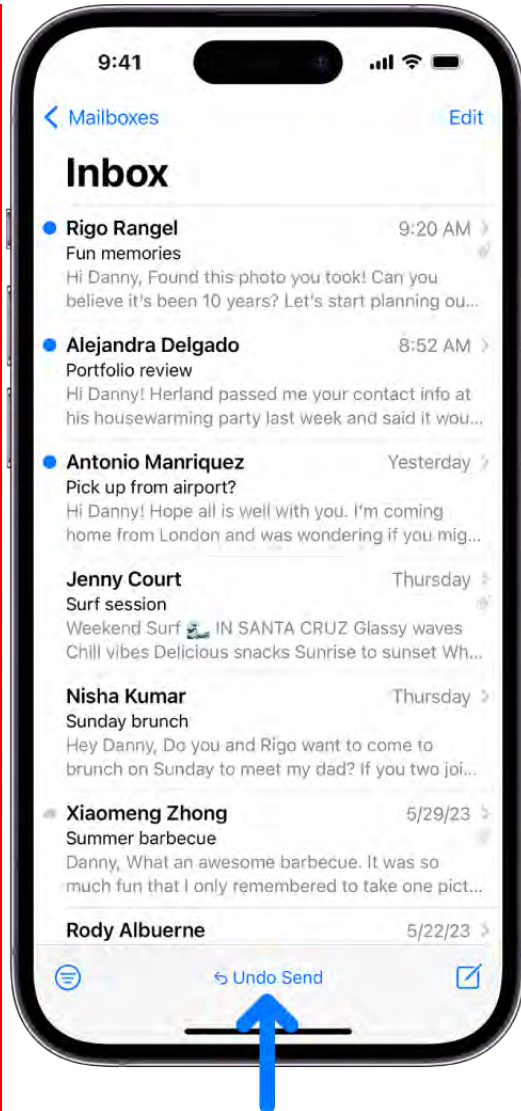 9:41
Mailboxes Edit
Inbox
Rigo Rangel 9:20 AM
Fun memories
Hi Danny, Found this photo you took! Can you
believe it's been 10 years? Let's start planning ou...
Alejandra Delgado 8:52 AM
Portfolio review
Hi Danny! Herland passed me your contact info at
his housewarming party last week and said it wou...
Antonio Manriquez Yesterday
Pick up from airport?
Hi Danny! Hope all is well with you. I'm coming
home from London and was wondering if you mig...
Jenny Court Thursday
Surf session
Weekend Surf 🏊 IN SANTA CRUZ Glassy waves
Chill vibes Delicious snacks Sunrise to sunset Wh...
Nisha Kumar Thursday
Sunday brunch
Hey Danny, Do you and Rigo want to come to
brunch on Sunday to meet my dad? If you two joi...
Xiaomeng Zhong 5/29/23
Summer barbecue
Danny, What an awesome barbecue. It was so
much fun that I only remembered to take one pict...
Rody Albuerne 5/22/23
Undo Send